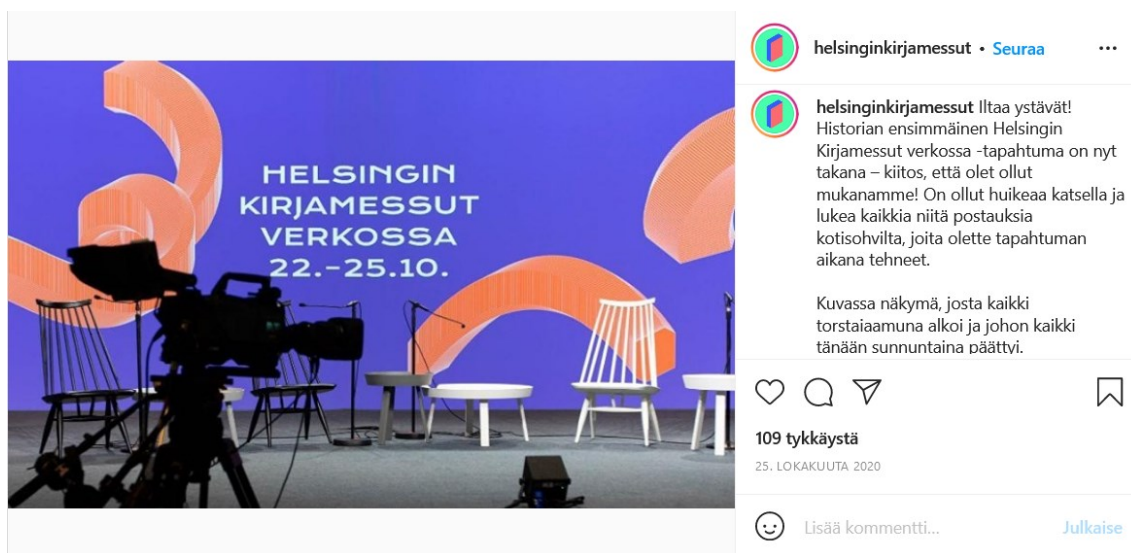 HELSINGIN
KIRJAMESSUT
VERKOSSA
22.–25.10.
helsinginkirjamessut • Seuraa
helsinginkirjamessut Iltaa ystävät!
Historian ensimmäinen Helsingin
Kirjamessut verkossa -tapahtuma on nyt
takana – kiitos, että olet ollut
mukanamme! On ollut huikeaa katsella ja
lukea kaikkia niitä postauksia
kotisohvilta, joita olette tapahtuman
aikana tehneet.
Kuvassa näkymä, josta kaikki
torstaiaamuna alkoi ja johon kaikki
tänään sunnuntaina päättyi.
109 tykkäystä
25. LOKAKUUTA 2020
Lisää kommentti...
Julkaise